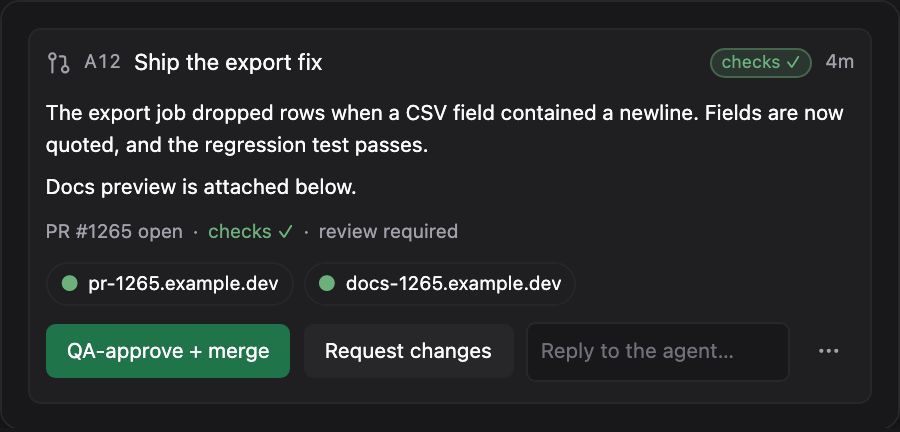 A12 Ship the export fix checks ✓ 4m
The export job dropped rows when a CSV field contained a newline. Fields are now
quoted, and the regression test passes.
Docs preview is attached below.
PR #1265 open · checks ✓ · review required
pr-1265.example.dev docs-1265.example.dev
QA-approve + merge Request changes Reply to the agent...